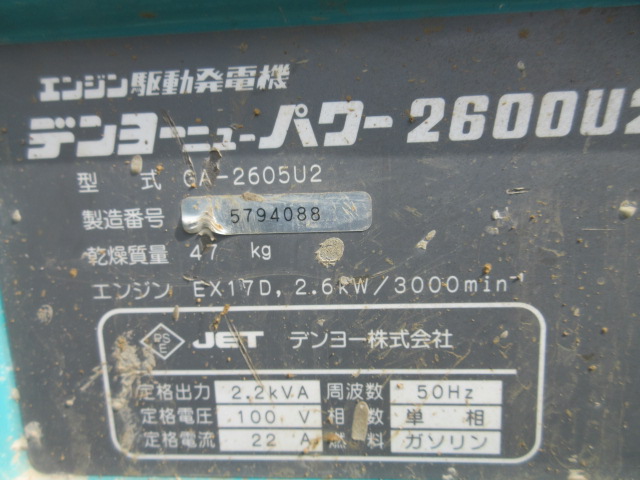 エンジン駆動発電機
デンヨーニューパワー2600U2
型式 GA-2605U2
製造番号 5794088
乾燥質量 47 kg
エンジン EX17D, 2.6kW/3000min⁻¹
PSE JET デンヨー株式会社
定格出力 2.2kVA 周波数 50Hz
定格電圧 100 V 相数 単相
定格電流 22 A 燃料 ガソリン